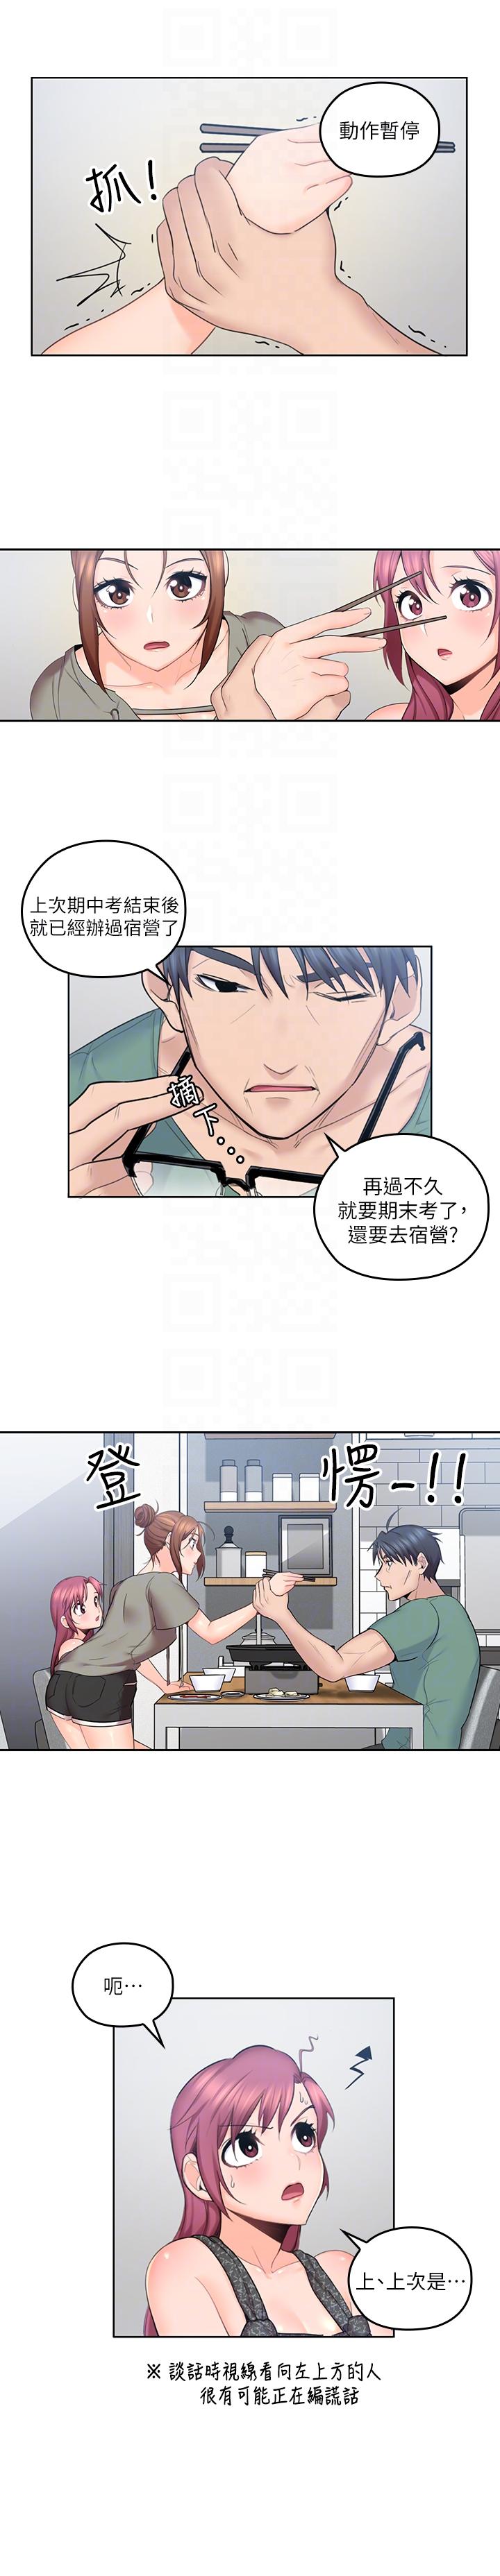 動作暫停
抓!
上次期中考結束後
就已經辦過宿營了
摘下...
再過不久
就要期末考了，
還要去宿營?
登
愣-!!
呃…
上、上次是…
※ 談話時視線看向左上方的人
很有可能正在編謊話